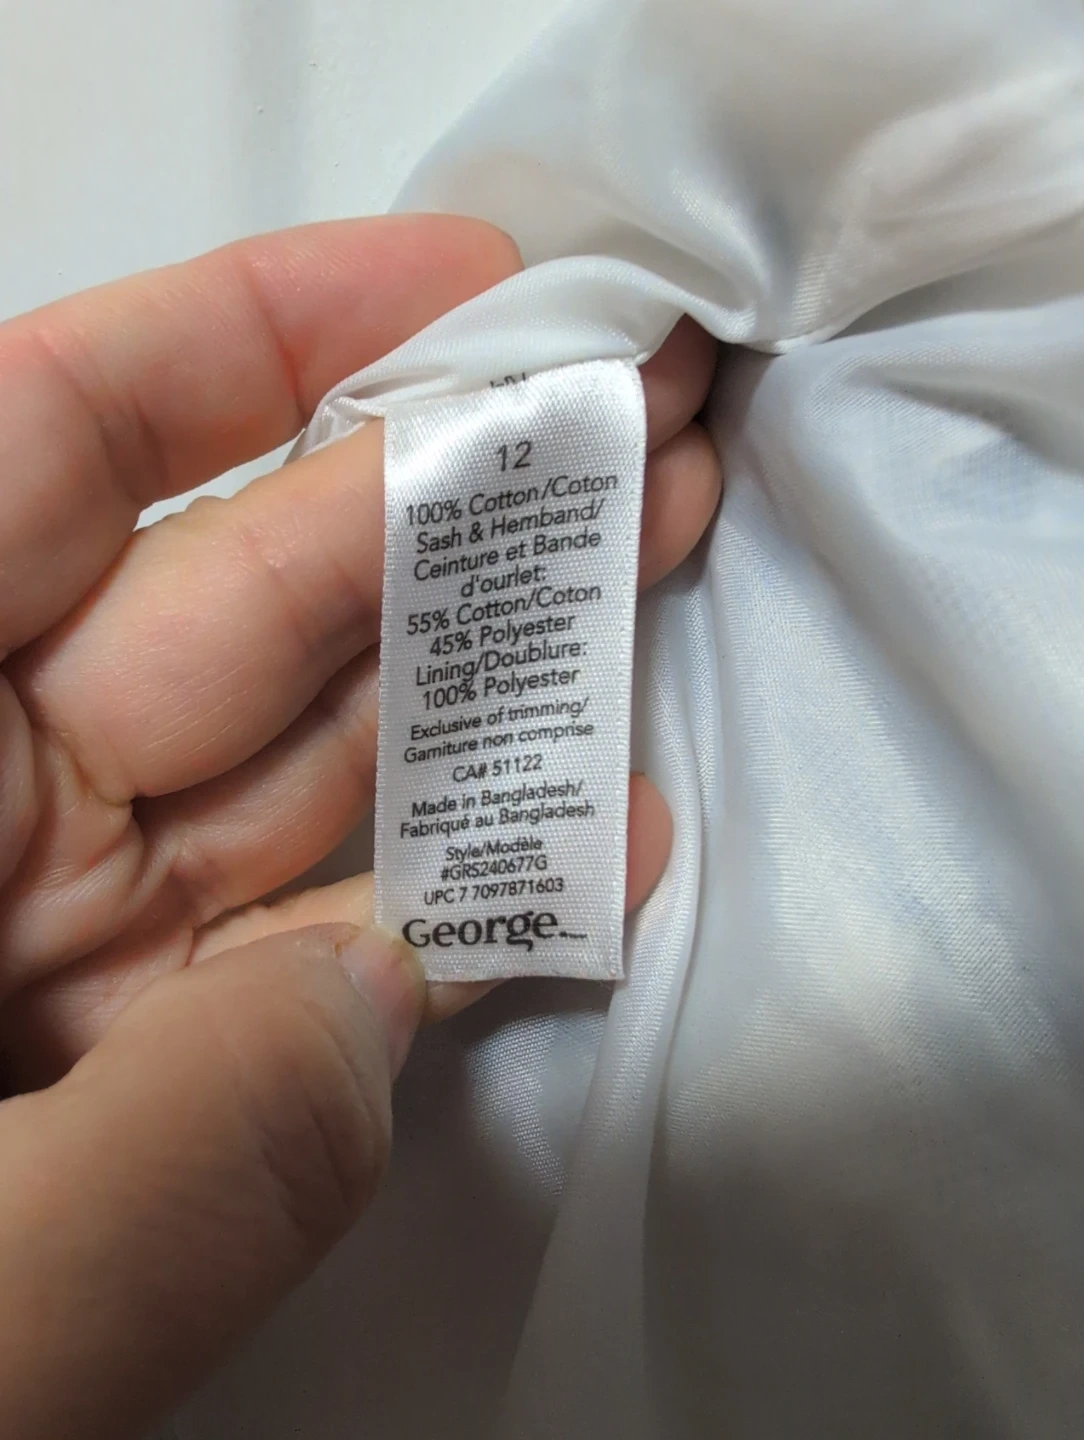 12
100% Cotton/Coton
Sash & Hemband/
Ceinture et Bande
d'ourlet:
55% Cotton/Coton
45% Polyester
Lining/Doublure:
100% Polyester
Exclusive of trimming/
Garniture non comprise
CA# 51122
Made in Bangladesh/
Fabriqué au Bangladesh
Style/Modèle
#GRS240677G
UPC 7 7097871603
George.